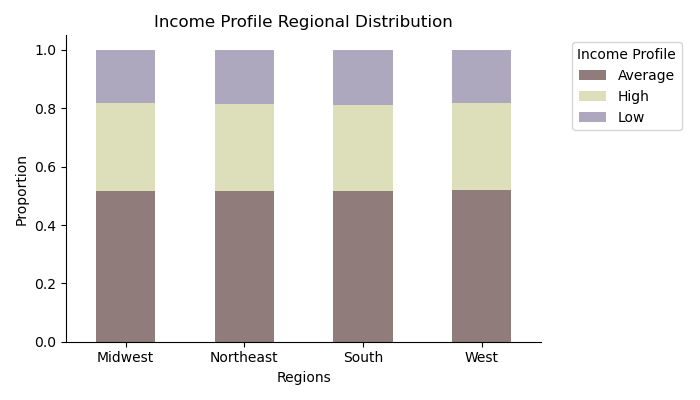 Income Profile Regional Distribution
Income Profile
Average
High
Low
1.0
0.8
0.6
0.4
0.2
0.0
Proportion
Midwest Northeast South West
Regions